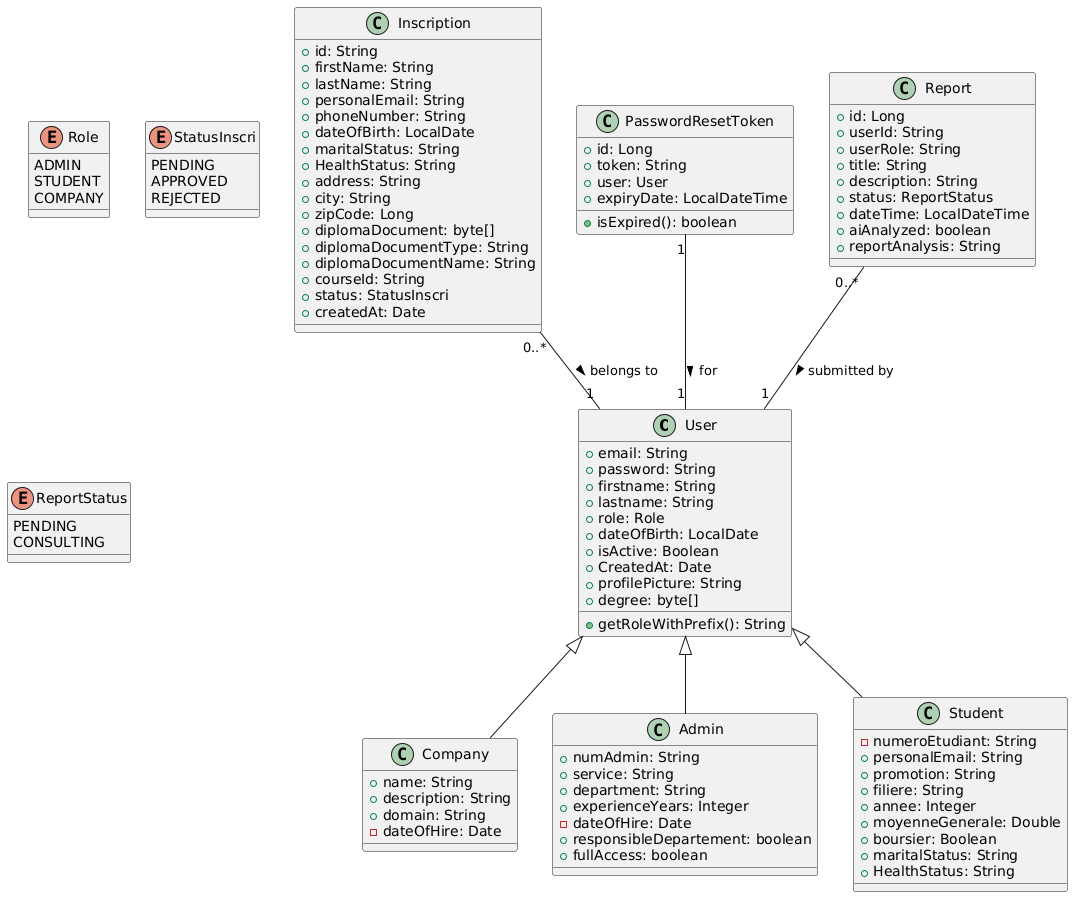 Inscription
id: String
firstName: String
lastName: String
personalEmail: String
phoneNumber: String
dateOfBirth: LocalDate
maritalStatus: String
HealthStatus: String
address: String
city: String
zipCode: Long
diplomaDocument: byte[]
diplomaDocumentType: String
diplomaDocumentName: String
courseId: String
status: StatusInscri
createdAt: Date
E Role
ADMIN
STUDENT
COMPANY
E StatusInscri
PENDING
APPROVED
REJECTED
C PasswordResetToken
id: Long
token: String
user: User
expiryDate: LocalDateTime
isExpired(): boolean
C Report
id: Long
userId: String
userRole: String
title: String
description: String
status: ReportStatus
dateTime: LocalDateTime
aiAnalyzed: boolean
reportAnalysis: String
0..*
belongs to
1
1
for
1
0..*
submitted by
1
E ReportStatus
PENDING
CONSULTING
C User
email: String
password: String
firstname: String
lastname: String
role: Role
dateOfBirth: LocalDate
isActive: Boolean
CreatedAt: Date
profilePicture: String
degree: byte[]
getRoleWithPrefix(): String
C Company
name: String
description: String
domain: String
dateOfHire: Date
C Admin
numAdmin: String
service: String
department: String
experienceYears: Integer
dateOfHire: Date
responsibleDepartement: boolean
fullAccess: boolean
C Student
numeroEtudiant: String
personalEmail: String
promotion: String
filiere: String
annee: Integer
moyenneGenerale: Double
boursier: Boolean
maritalStatus: String
HealthStatus: String